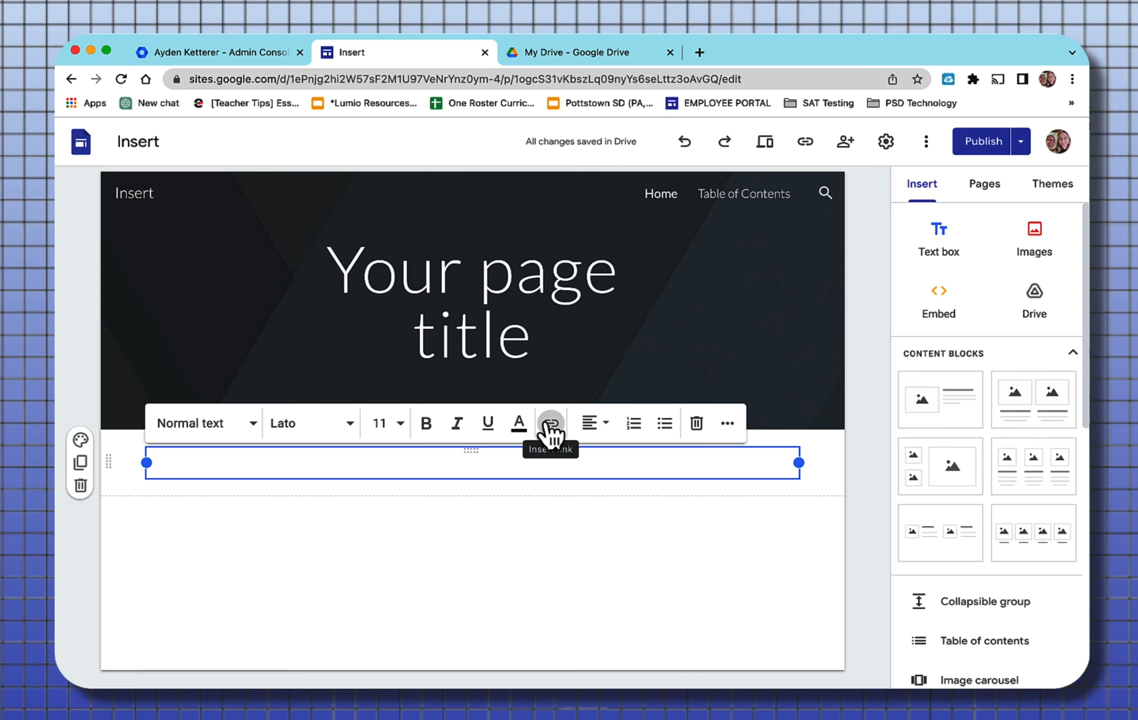 Ayden Ketterer - Admin Conso
Insert
My Drive - Google Drive
sites.google.com/d/1ePnjg2hi2W57sF2M1U97VeNrYnz0ym-4/p/1ogcS31vKbszLq09nyYs6seLttz3oAvGQ/edit
Apps
New chat
[Teacher Tips] Ess...
*Lumio Resources...
One Roster Curric...
Pottstown SD (PA,...
EMPLOYEE PORTAL
SAT Testing
PSD Technology
»
Insert
All changes saved in Drive
Publish
Insert
Home
Table of Contents
Your page
title
Insert
Pages
Themes
Text box
Images
Embed
Drive
CONTENT BLOCKS
Normal text
Lato
11
B
I
U
A
Collapsible group
Table of contents
Image carousel